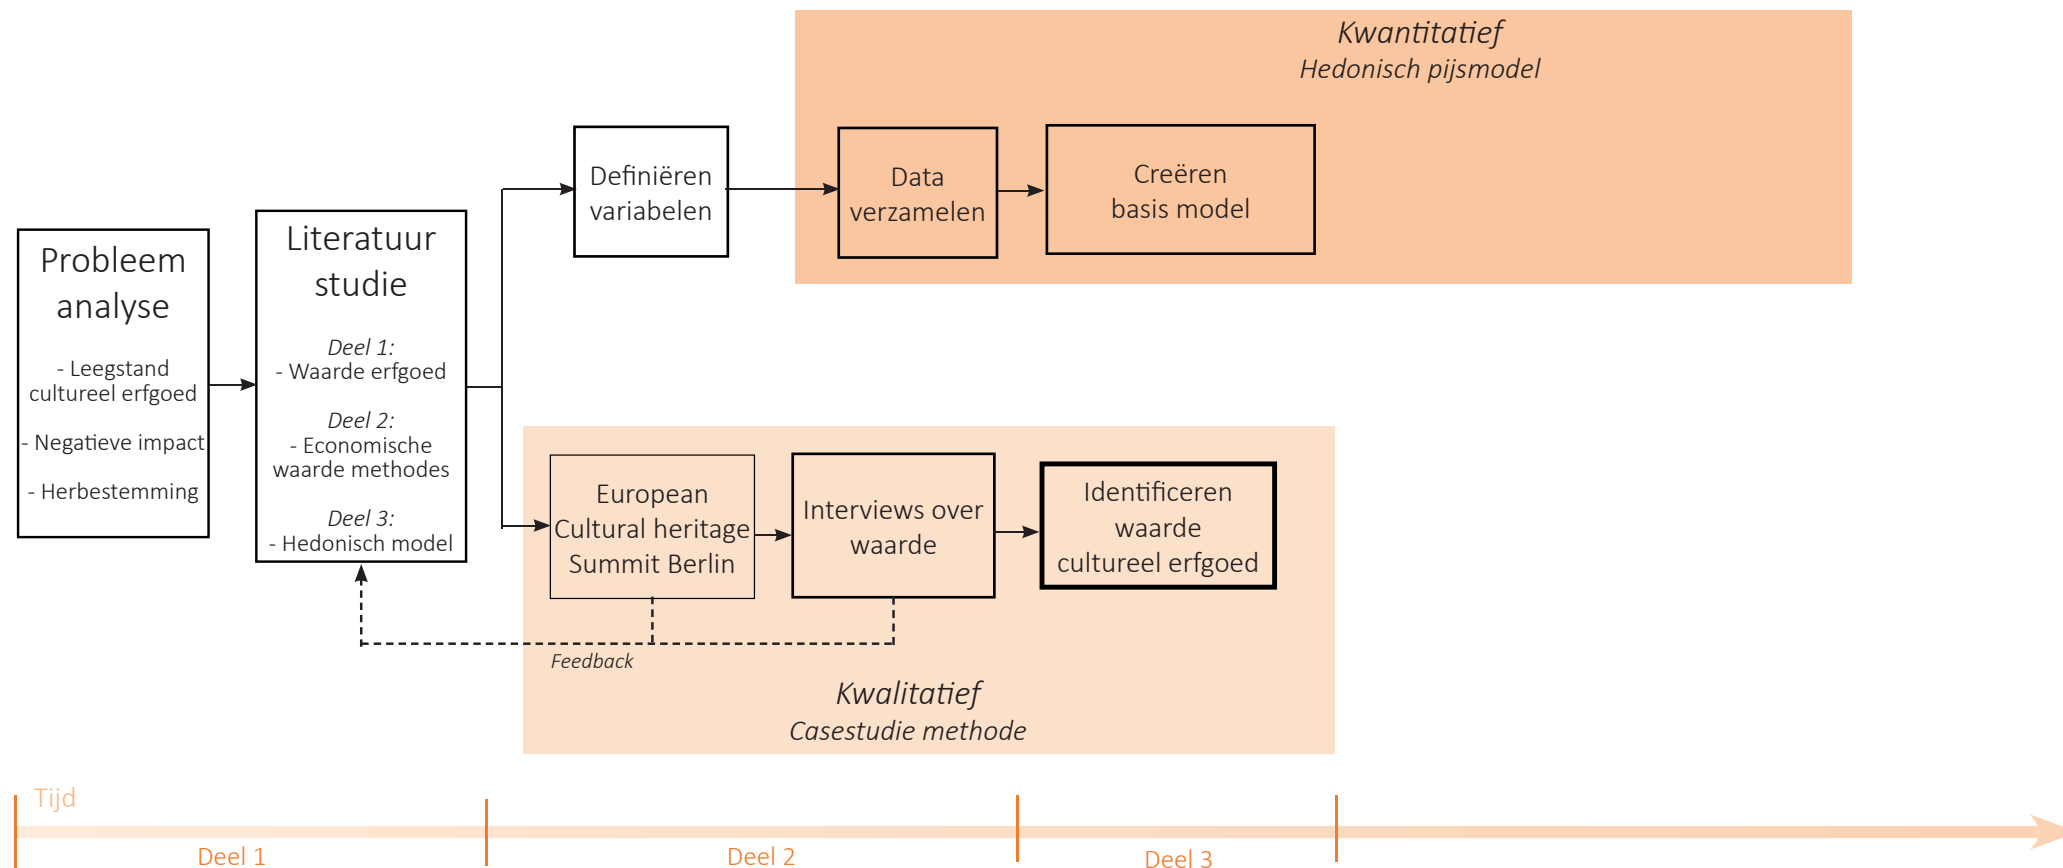 Kwantitatief
Hedonisch pijsmodel
Definiëren
variabelen
Data
verzamelen
Creëren
basis model
Probleem
analyse
- Leegstand
cultureel erfgoed
- Negatieve impact
- Herbestemming
Literatuur
studie
Deel 1:
- Waarde erfgoed
Deel 2:
- Economische
waarde methodes
Deel 3:
- Hedonisch model
European
Cultural heritage
Summit Berlin
Interviews over
waarde
Identificeren
waarde
cultureel erfgoed
Feedback
Kwalitatief
Casestudie methode
Tijd
Deel 1
Deel 2
Deel 3